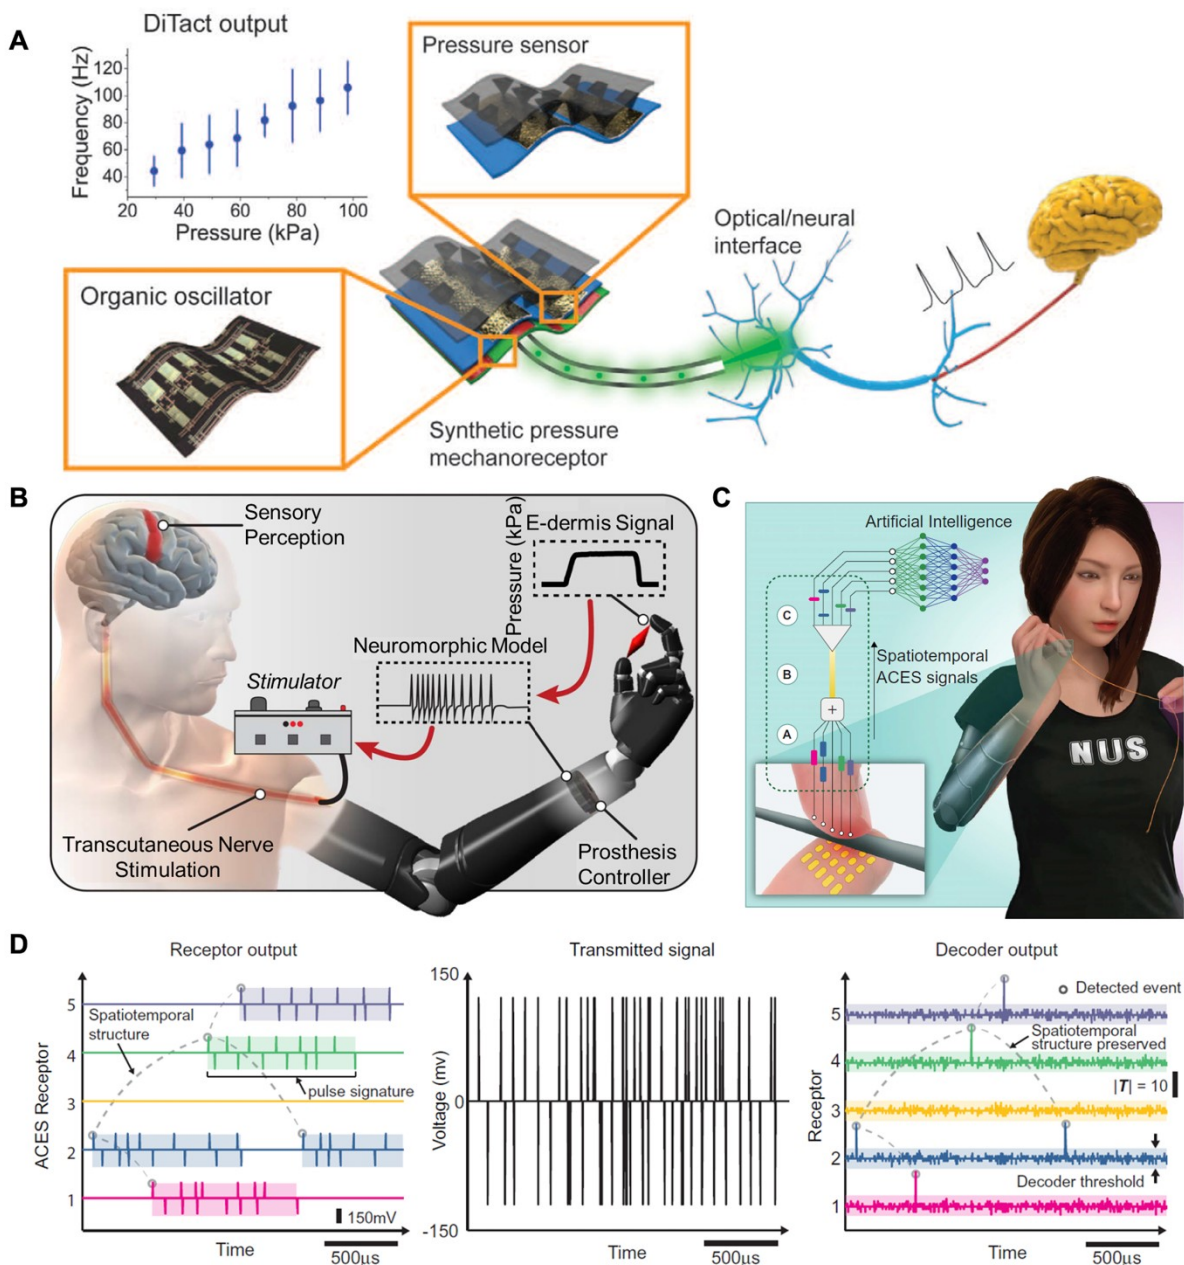 A
DiTact output
Frequency (Hz)
120
100
80
60
40
20
40
60
80
100
Pressure (kPa)
Pressure sensor
Optical/neural
interface
Organic oscillator
Synthetic pressure
mechanoreceptor
B
Sensory
Perception
Pressure (kPa)
E-dermis Signal
Neuromorphic Model
Stimulator
Transcutaneous Nerve
Stimulation
Prosthesis
Controller
C
Artificial Intelligence
C
B
A
Spatiotemporal
ACES signals
+
NUS
D
Receptor output
ACES Receptor
5
4
3
2
1
Spatiotemporal
structure
pulse signature
150mV
Time
500μs
Transmitted signal
Voltage (mv)
150
0
-150
Time
500μs
Decoder output
Receptor
5
4
3
2
1
Detected event
Spatiotemporal
structure preserved
|T| = 10
Decoder threshold
Time
500μs